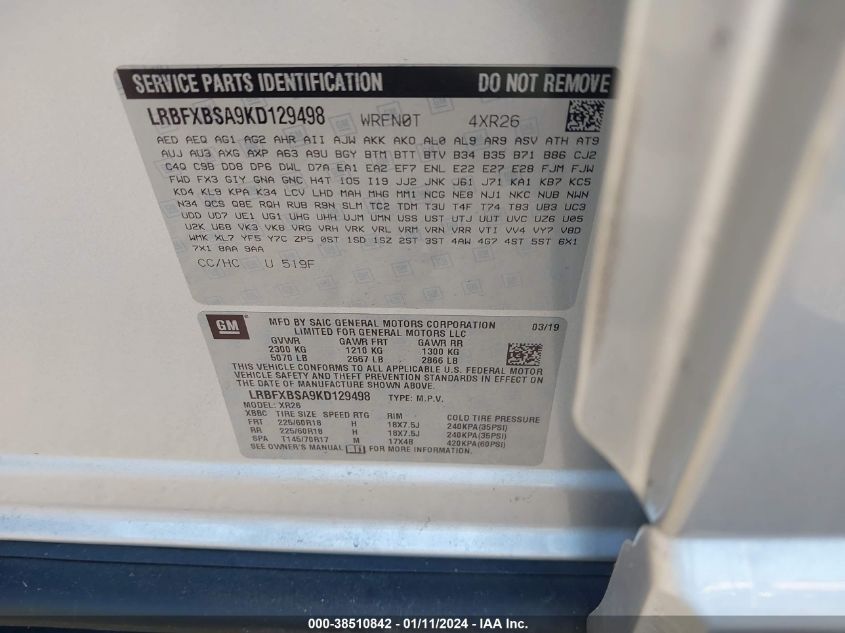 SERVICE PARTS IDENTIFICATION DO NOT REMOVE
LRBFXBSA9KD129498 WRFN0T 4XR26
AED AEQ AG1 AG2 AHR AII AJW AKK AKO AL0 AL9 AR9 ASV ATH AT9
AUJ AU3 AXG AXP A63 A9U BGY BTM BTT BTV B34 B35 B71 B86 CJ2
C4Q C9B DD8 DP6 DWL D7A EA1 EA2 EF7 ENL E22 E27 E28 FJM FJW
FWD FX3 GIY GNA GNC H4T IO5 I19 JJ2 JNK J61 J71 KA1 KB7 KC5
KD4 KL9 KPA K34 LCV LHD MAH MHG MM1 NCG NE8 NJ1 NKC NUB NWN
N34 QCS Q8E RQH RUB R9N SLM TC2 TDM T3U T4F T74 T83 UB3 UC3
UDD UD7 UE1 UG1 UHG UHH UJM UMN USS UST UTJ UUT UVC UZ6 U05
U2K U68 VK3 VK8 VRG VRH VRK VRL VRM VRN VRR VTI VV4 VY7 V8D
WMK XL7 YF5 Y7C ZP5 0ST 1SD 1SZ 2ST 3ST 4AW 4G7 4ST 5ST 6X1
7X1 8AA 9AA
CC/HC U 519F
GM
MFD BY SAIC GENERAL MOTORS CORPORATION 03/19
LIMITED FOR GENERAL MOTORS LLC
GVWR GAWR FRT GAWR RR
2300 KG 1210 KG 1300 KG
5070 LB 2667 LB 2866 LB
THIS VEHICLE CONFORMS TO ALL APPLICABLE U.S. FEDERAL MOTOR
VEHICLE SAFETY AND THEFT PREVENTION STANDARDS IN EFFECT ON
THE DATE OF MANUFACTURE SHOWN ABOVE.
LRBFXBSA9KD129498 TYPE: M.P.V.
MODEL: XR26
XBBC TIRE SIZE SPEED RTG RIM COLD TIRE PRESSURE
FRT 225/60R18 H 18X7.5J 240KPA(35PSI)
RR 225/60R18 H 18X7.5J 240KPA(35PSI)
SPA T145/70R17 M 17X4B 420KPA(60PSI)
SEE OWNER'S MANUAL FOR MORE INFORMATION.
000-38510842 - 01/11/2024 - IAA Inc.